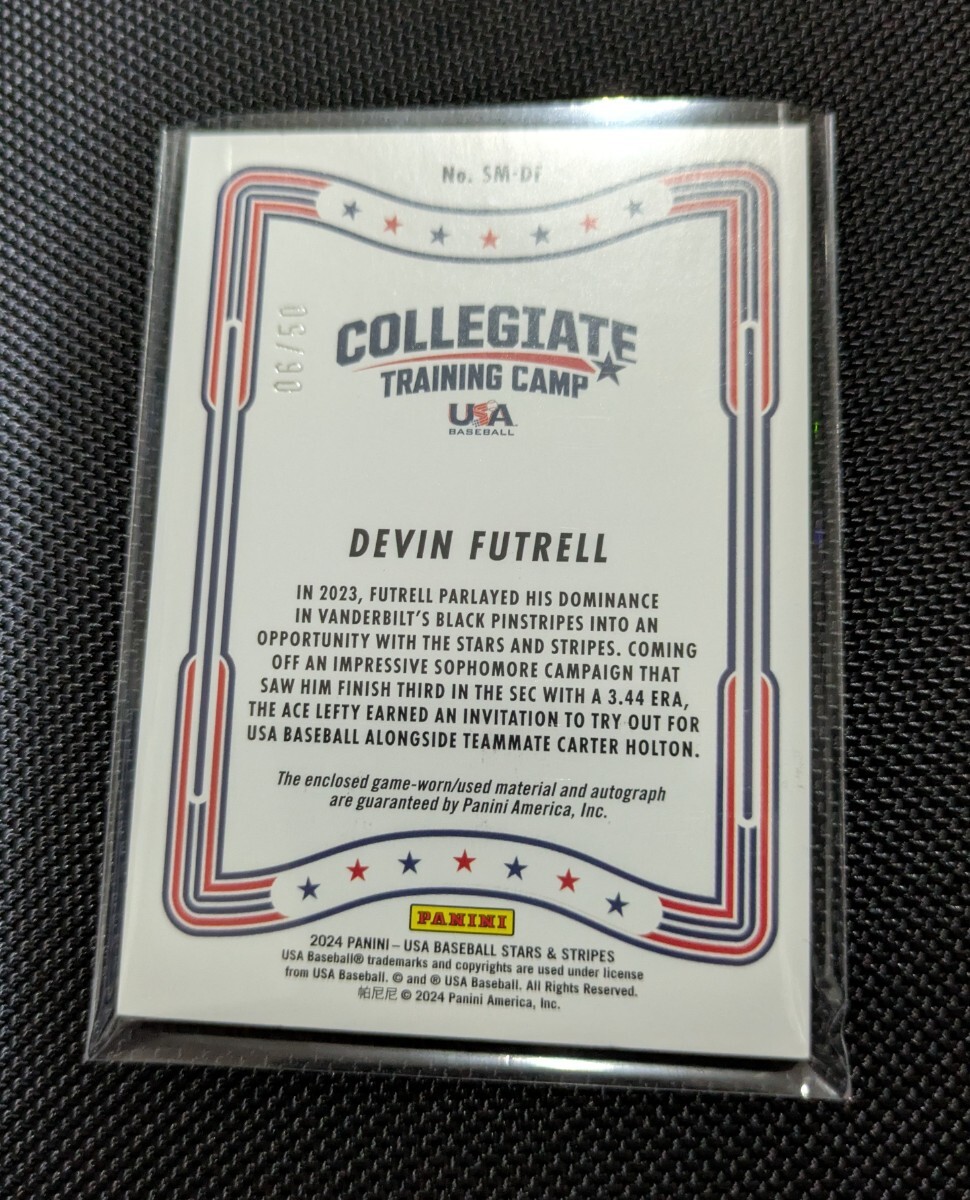 No. SM-DF
06/50
COLLEGIATE
TRAINING CAMP
USA
BASEBALL
DEVIN FUTRELL
IN 2023, FUTRELL PARLAYED HIS DOMINANCE
IN VANDERBILT'S BLACK PINSTRIPES INTO AN
OPPORTUNITY WITH THE STARS AND STRIPES. COMING
OFF AN IMPRESSIVE SOPHOMORE CAMPAIGN THAT
SAW HIM FINISH THIRD IN THE SEC WITH A 3.44 ERA,
THE ACE LEFTY EARNED AN INVITATION TO TRY OUT FOR
USA BASEBALL ALONGSIDE TEAMMATE CARTER HOLTON.
The enclosed game-worn/used material and autograph
are guaranteed by Panini America, Inc.
PANINI
2024 PANINI – USA BASEBALL STARS & STRIPES
USA Baseball® trademarks and copyrights are used under license
from USA Baseball. © and ® USA Baseball. All Rights Reserved.
帕尼尼 © 2024 Panini America, Inc.